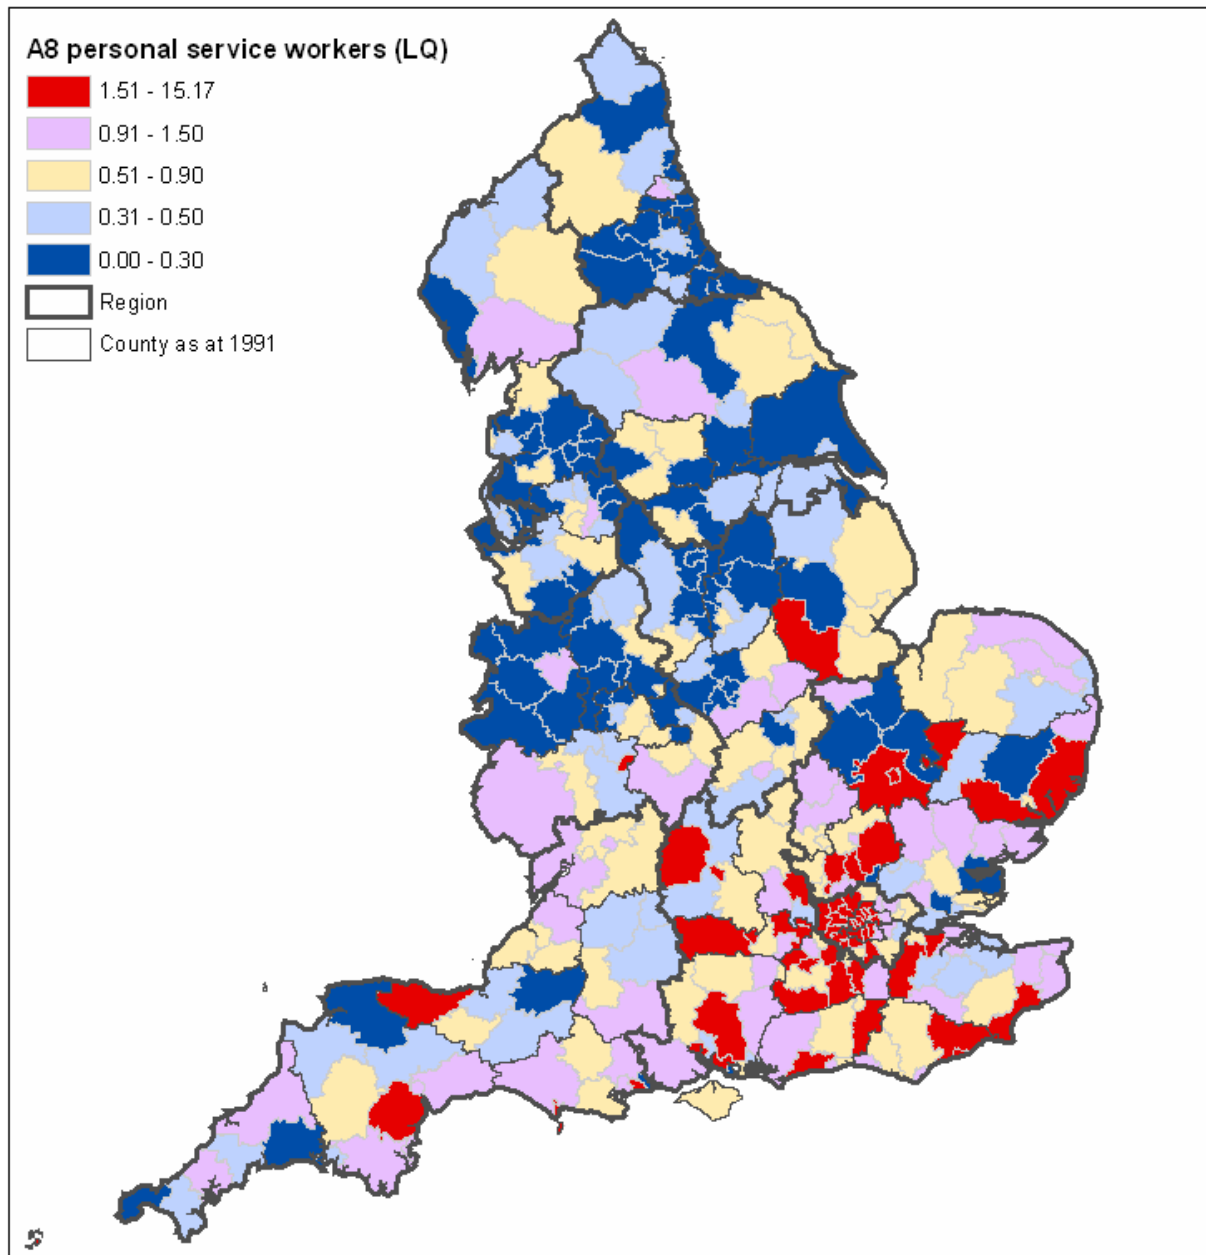 A8 personal service workers (LQ)
1.51 - 15.17
0.91 - 1.50
0.51 - 0.90
0.31 - 0.50
0.00 - 0.30
Region
County as at 1991